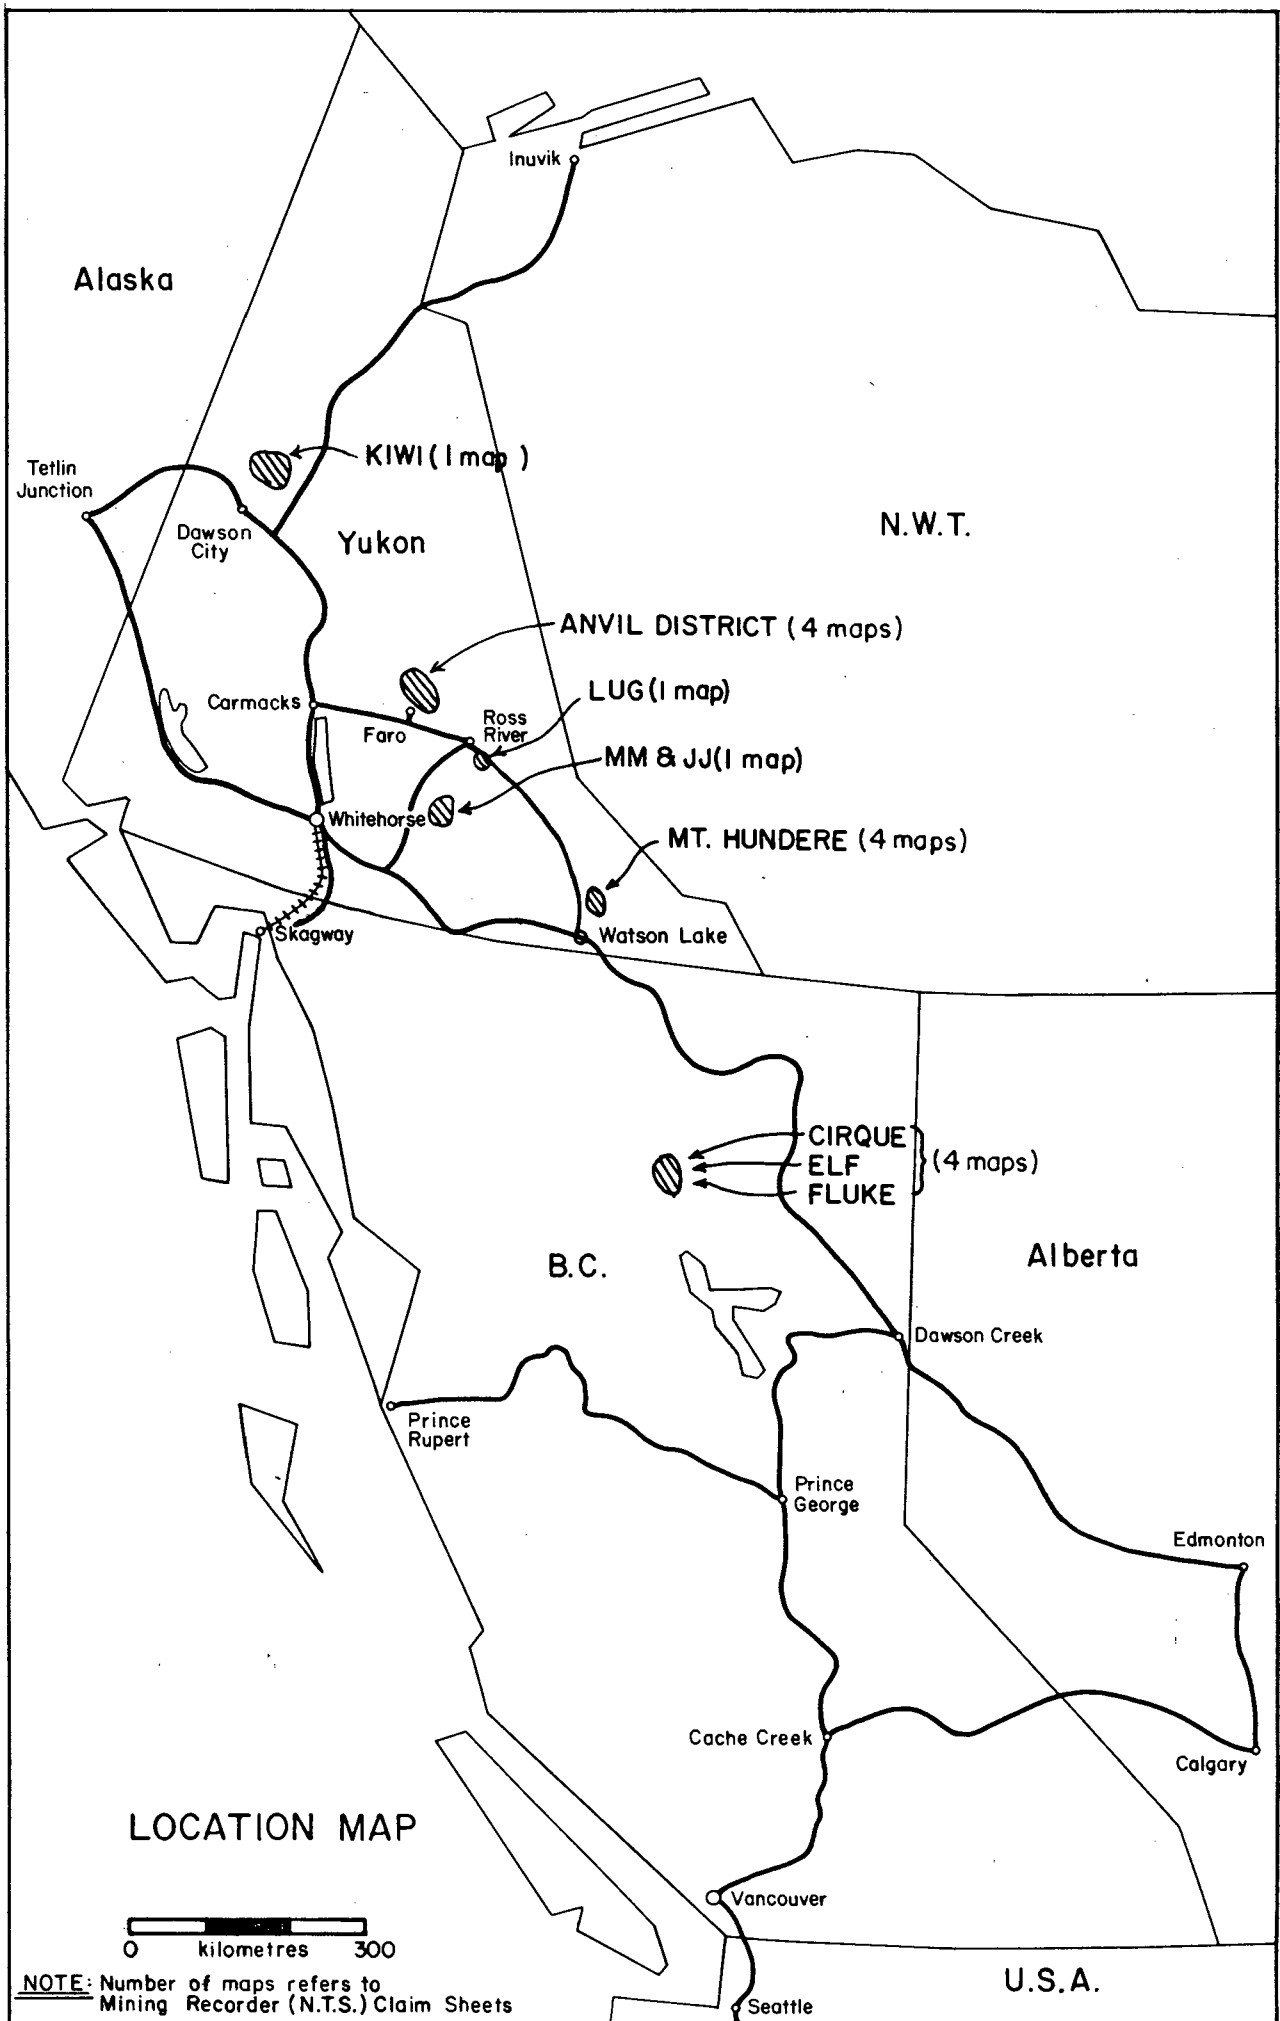 Inuvik
Alaska
KIWI (1 map )
Tetlin
Junction
Dawson
City
Yukon
N.W.T.
ANVIL DISTRICT (4 maps)
LUG (1 map)
Carmacks
Ross
River
Faro
MM & JJ (1 map)
Whitehorse
MT. HUNDERE (4 maps)
Skagway
Watson Lake
CIRQUE
ELF
FLUKE
(4 maps)
B.C.
Alberta
Dawson Creek
Prince
Rupert
Prince
George
Edmonton
Cache Creek
Calgary
LOCATION MAP
Vancouver
0 kilometres 300
U.S.A.
NOTE: Number of maps refers to
Mining Recorder (N.T.S.) Claim Sheets
Seattle